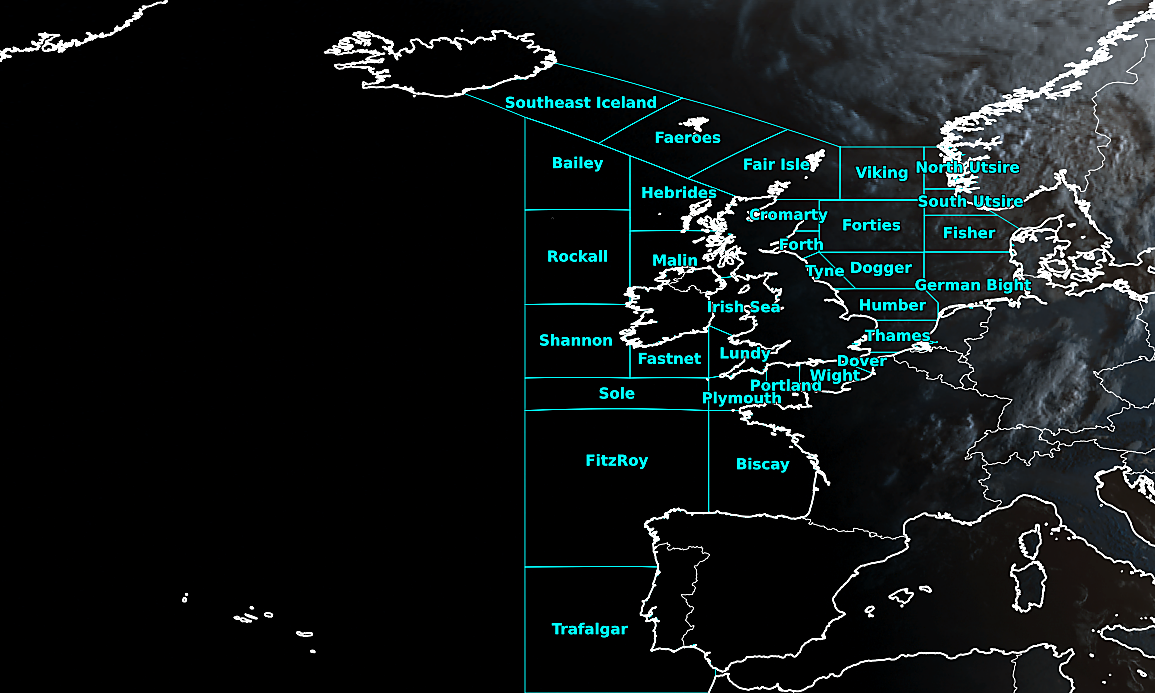 Southeast Iceland
Faeroes
Bailey
Fair Isle
North Utsire
Viking
Hebrides
South Utsire
Cromarty
Forties
Fisher
Forth
Rockall
Malin
Tyne
Dogger
German Bight
Irish Sea
Humber
Thames
Shannon
Fastnet
Lundy
Dover
Wight
Portland
Sole
Plymouth
FitzRoy
Biscay
Trafalgar